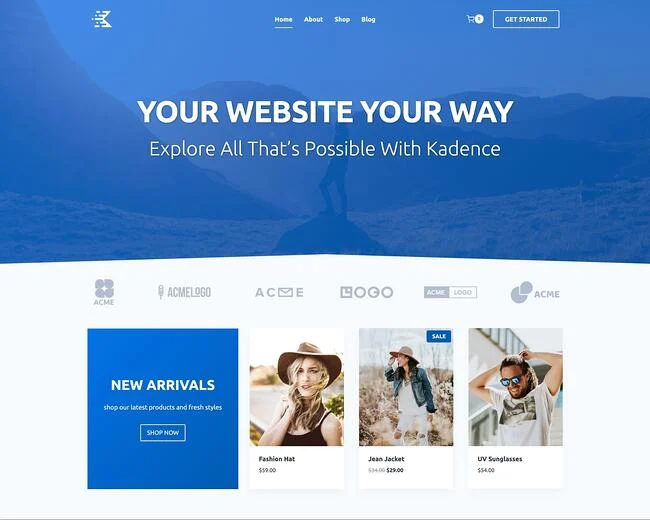 Home About Shop Blog
GET STARTED
YOUR WEBSITE YOUR WAY
Explore All That's Possible With Kadence
ACME
ACMELOGO
ACME
LOGO
ACME LOGO
ACME
NEW ARRIVALS
shop our latest products and fresh styles
SHOP NOW
SALE
Fashion Hat
$59.00
Jean Jacket
$34.00 $29.00
UV Sunglasses
$54.00